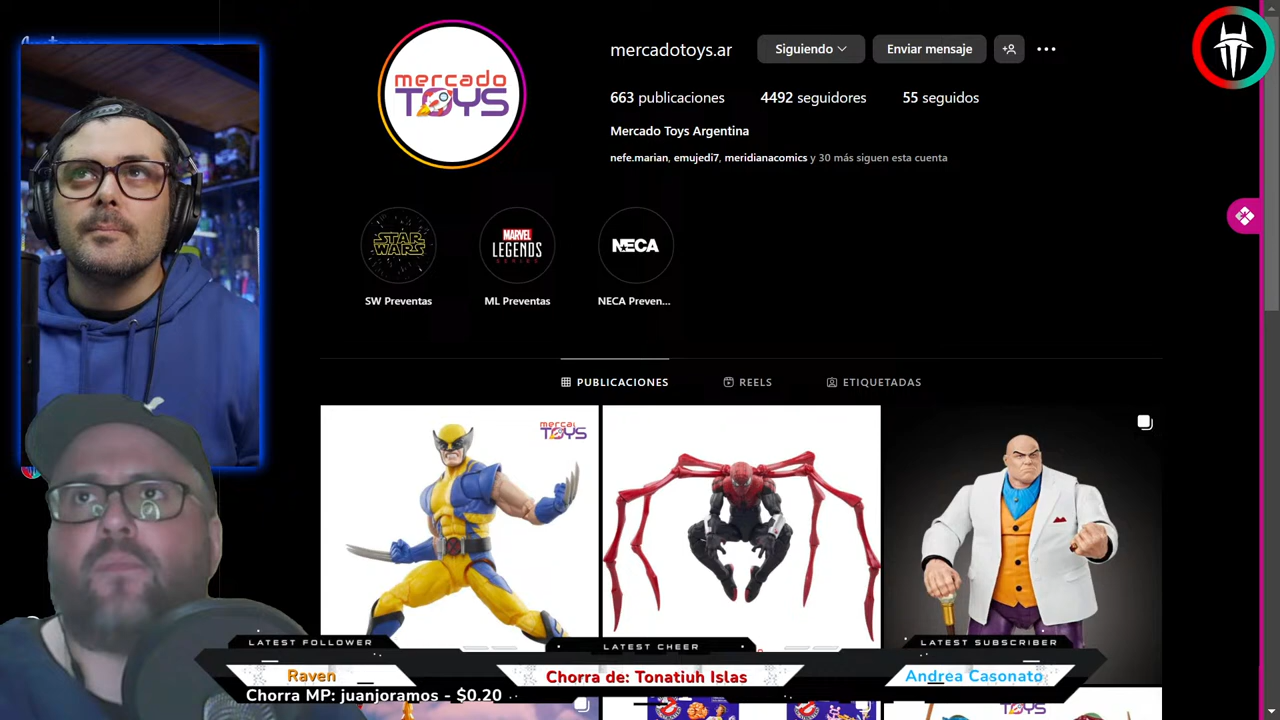 mercadotoys.ar
Siguiendo
Enviar mensaje
663 publicaciones
4492 seguidores
55 seguidos
Mercado Toys Argentina
nefe.marian, emujedi7, meridianacomics y 30 más siguen esta cuenta
mercado
TOYS
STAR
WARS
MARVEL
LEGENDS
SERIES
NECA
SW Preventas
ML Preventas
NECA Preven...
PUBLICACIONES
REELS
ETIQUETADAS
TOYS
LATEST FOLLOWER
LATEST CHEER
LATEST SUBSCRIBER
Raven
Chorra de: Tonatiuh Islas
Andrea Casonato
Chorra MP: juanjoramos - $0.20
TOYS